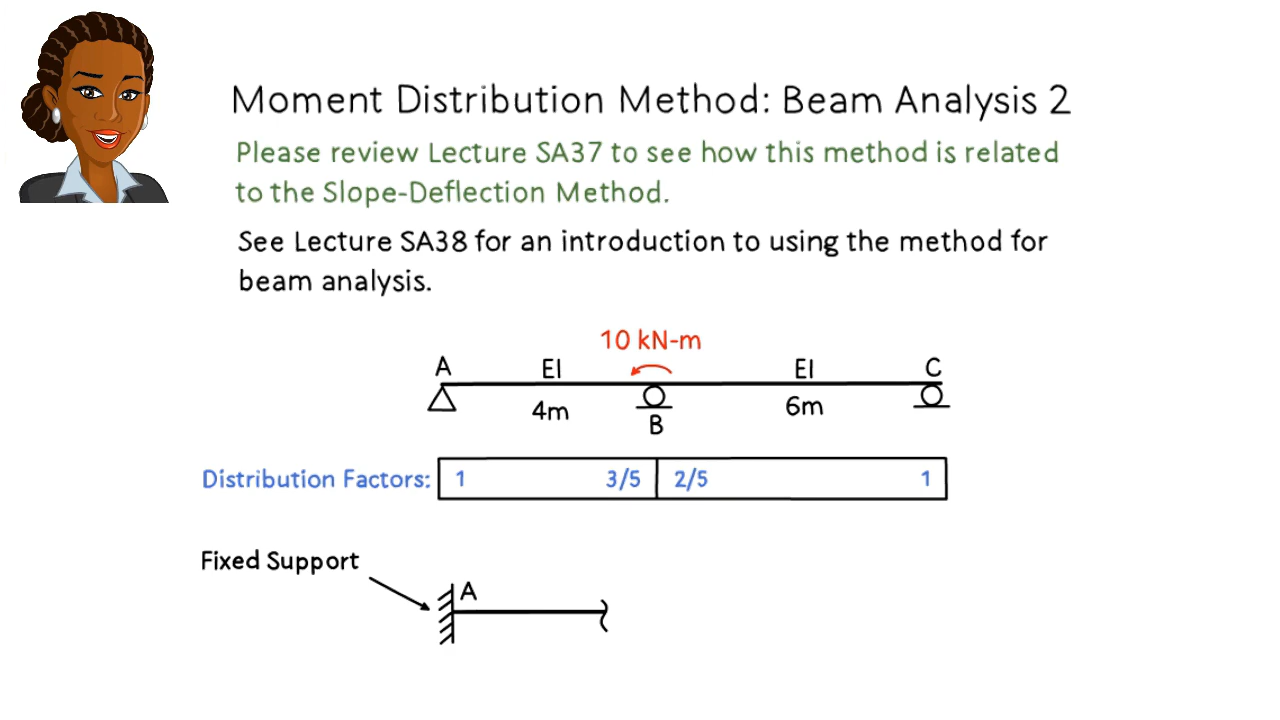 Moment Distribution Method: Beam Analysis 2
Please review Lecture SA37 to see how this method is related
to the Slope-Deflection Method.
See Lecture SA38 for an introduction to using the method for
beam analysis.
10 kN-m
A EI EI C
4m 6m
B
Distribution Factors: 1 3/5 2/5 1
Fixed Support
A